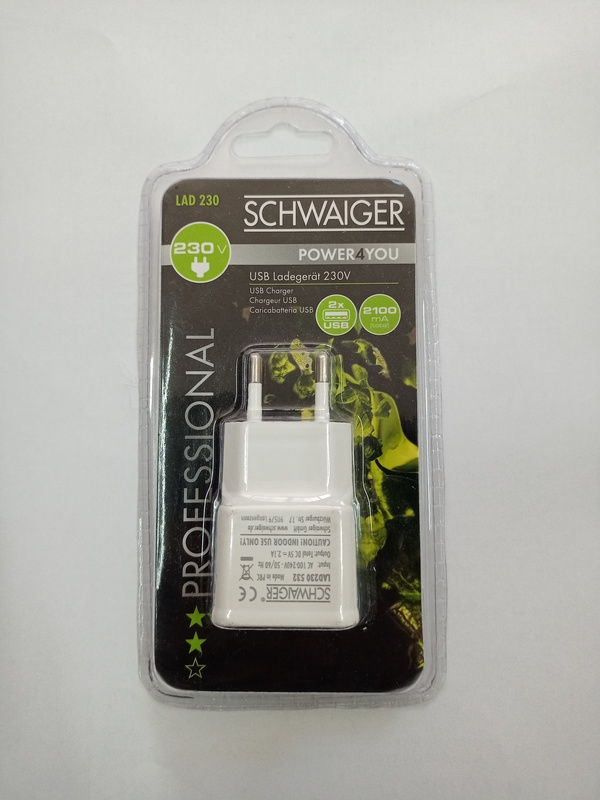 LAD 230
SCHWAIGER
230 V
POWER4YOU
USB Ladegerät 230V
USB Charger
Chargeur USB
Caricabatteria USB
2x
USB
2100
mA
(total)
PROFESSIONAL
SCHWAIGER®
CE
LAD230 532 Made in PRC
Input: AC 100-240V~ 50/60 Hz
Output: Total DC 5V ⎓ 2.1A
CAUTION! INDOOR USE ONLY!
Schwaiger GmbH www.schwaiger.de
Würzburger Str. 17 90579 Langenzenn